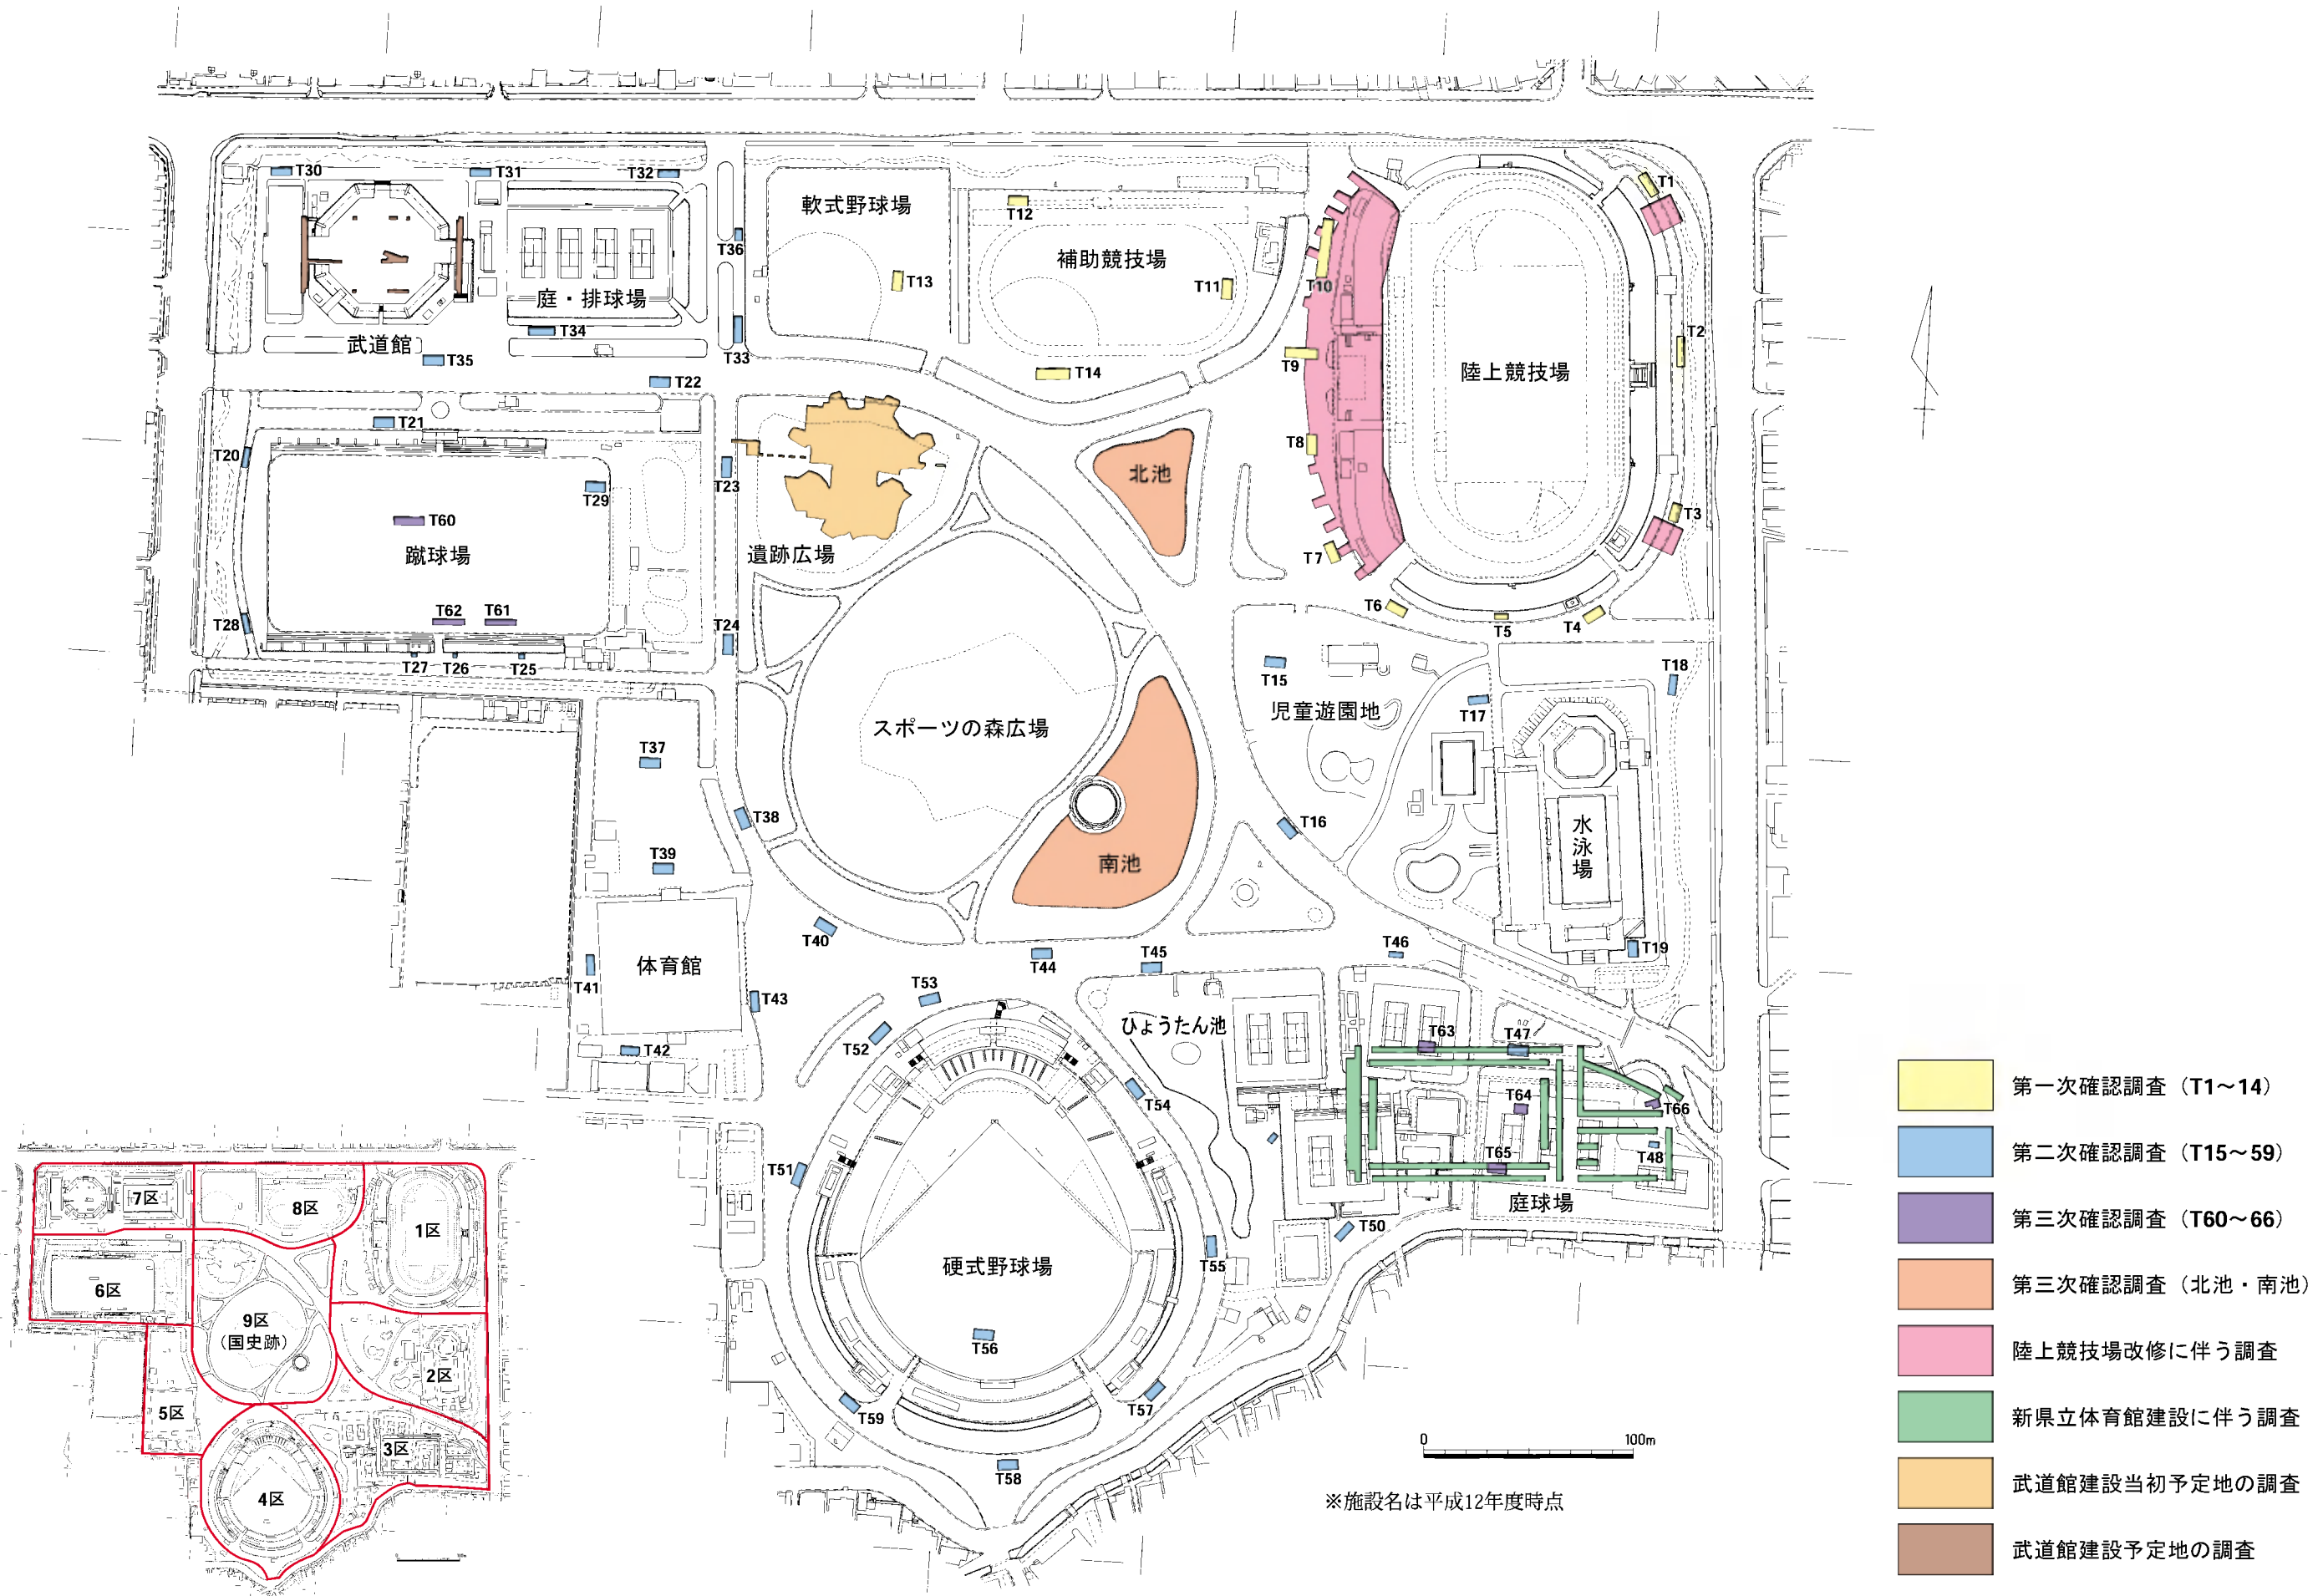 T30
T31
T32
T1
軟式野球場
T12
T36
補助競技場
T13
T11
T10
庭・排球場
T34
T2
武道館
T33
T35
T9
T14
陸上競技場
T22
T21
T8
T20
北池
T23
T29
T3
T60
蹴球場
遺跡広場
T7
T62
T61
T6
T28
T24
T5
T4
T27
T26
T25
T18
T15
児童遊園地
T17
スポーツの森広場
T37
T38
T16
水泳場
T39
南池
T40
T46
T19
体育館
T44
T45
T41
T53
T43
ひょうたん池
T52
T42
T63
T47
T54
T64
T66
T65
T48
T51
庭球場
T50
硬式野球場
T55
T56
T59
T57
T58
0
100m
※施設名は平成12年度時点
第一次確認調査（T1～14）
第二次確認調査（T15～59）
第三次確認調査（T60～66）
第三次確認調査（北池・南池）
陸上競技場改修に伴う調査
新県立体育館建設に伴う調査
武道館建設当初予定地の調査
武道館建設予定地の調査
7区
8区
1区
6区
9区
（国史跡）
2区
5区
3区
4区